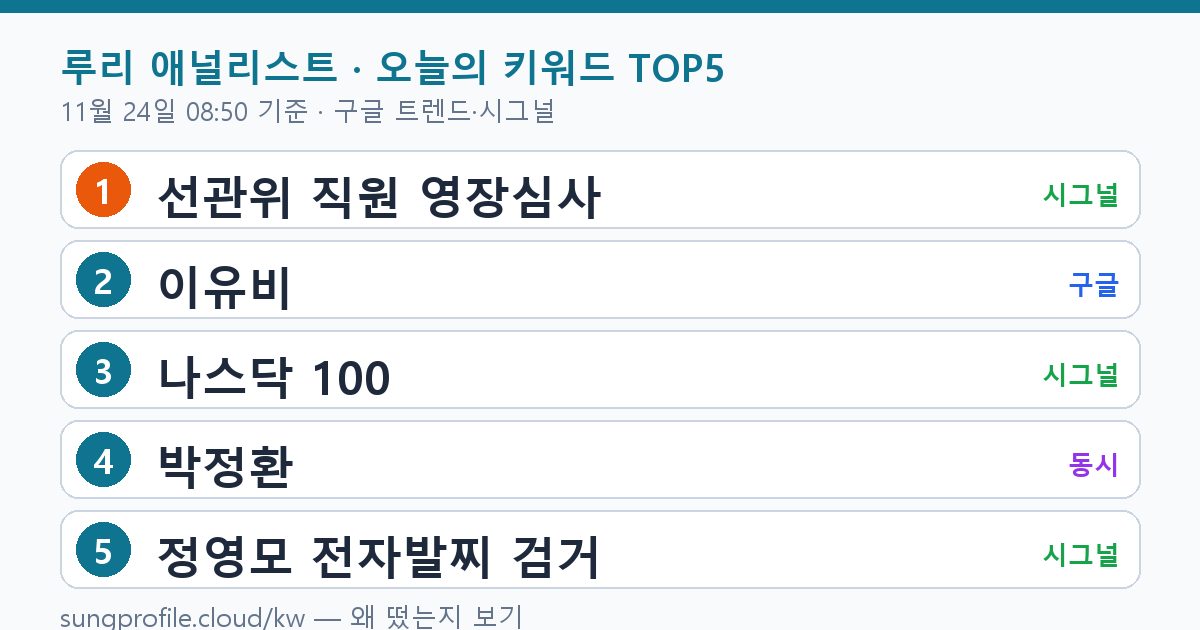 루리 애널리스트 · 오늘의 키워드 TOP5
11월 24일 08:50 기준 · 구글 트렌드·시그널
1 선관위 직원 영장심사 시그널
2 이유비 구글
3 나스닥 100 시그널
4 박정환 동시
5 정영모 전자발찌 검거 시그널
sungprofile.cloud/kw — 왜 떴는지 보기